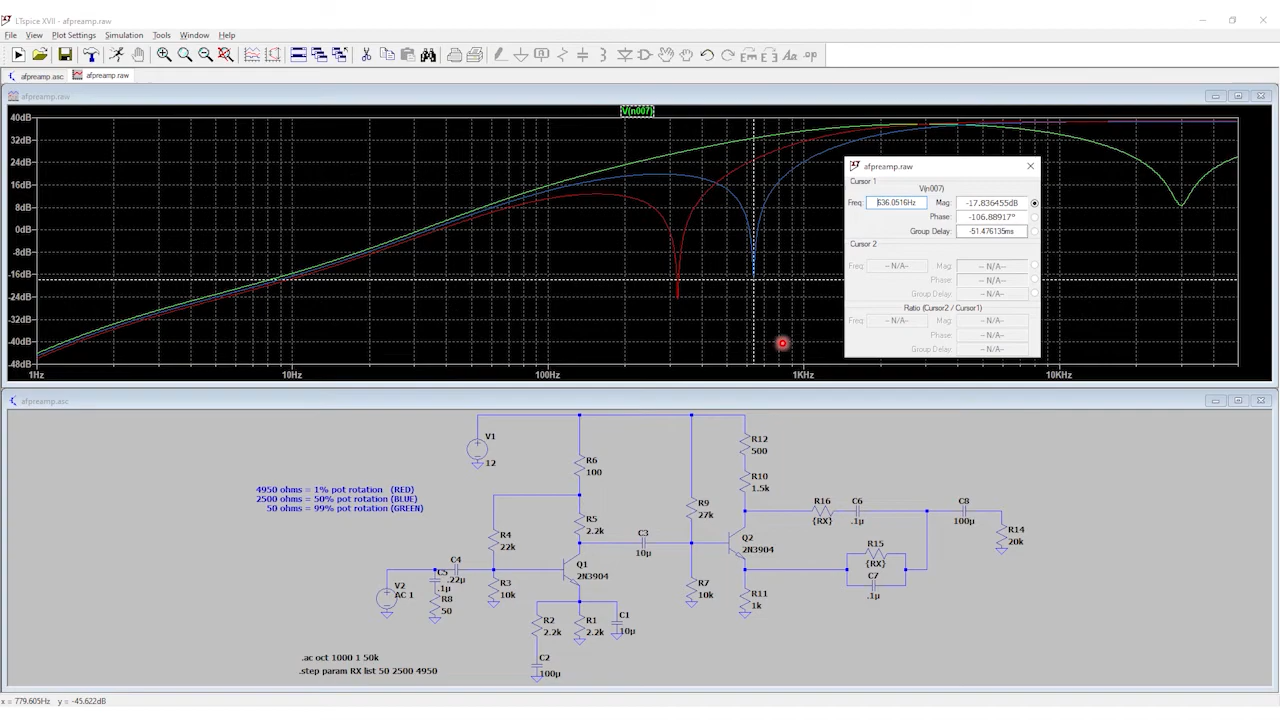 LTspice XVII - afpreamp.raw
File View Plot Settings Simulation Tools Window Help
afpreamp.asc afpreamp.raw
afpreamp.raw
V(n007)
40dB
32dB
24dB
16dB
8dB
0dB
-8dB
-16dB
-24dB
-32dB
-40dB
-48dB
1Hz 10Hz 100Hz 1KHz 10KHz
afpreamp.raw
Cursor 1
V(n007)
Freq: 636.0516Hz Mag: -17.836455dB
Phase: -106.88917°
Group Delay: -51.476135ms
Cursor 2
Freq: -- N/A-- Mag: -- N/A--
Phase: -- N/A--
Group Delay: -- N/A--
Ratio (Cursor2 / Cursor1)
Freq: -- N/A-- Mag: -- N/A--
Phase: -- N/A--
Group Delay: -- N/A--
afpreamp.asc
4950 ohms = 1% pot rotation (RED)
2500 ohms = 50% pot rotation (BLUE)
50 ohms = 99% pot rotation (GREEN)
V1
12
R6
100
R12
500
R10
1.5k
R9
27k
R5
2.2k
R4
22k
C3
10µ
R16
{RX}
C6
.1µ
C8
100µ
R14
20k
Q2
2N3904
R15
{RX}
C7
.1µ
C4
.22µ
C5
.1µ
R8
50
V2
AC 1
R3
10k
Q1
2N3904
R7
10k
R11
1k
R2
2.2k
R1
2.2k
C1
10µ
C2
100µ
.ac oct 1000 1 50k
.step param RX list 50 2500 4950
x = 779.605Hz y = -45.622dB